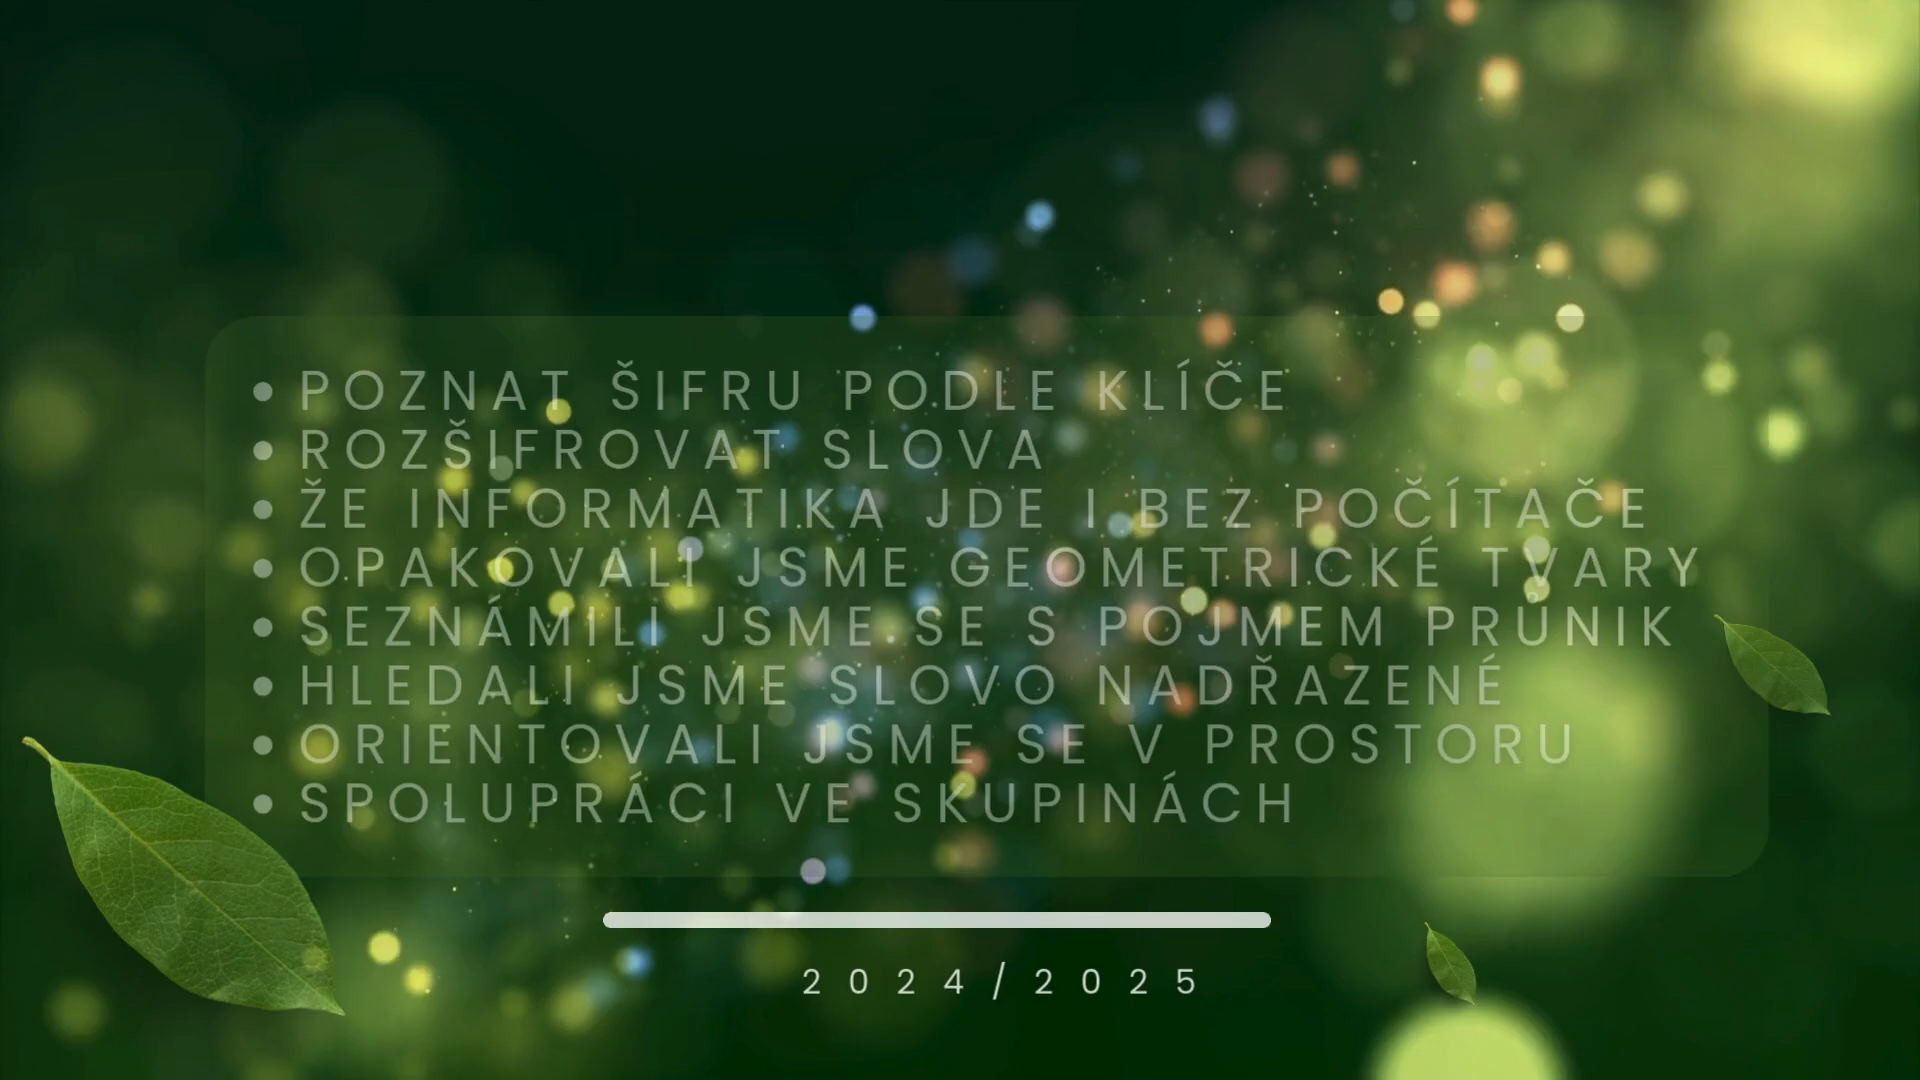 • POZNAT ŠIFRU PODLE KLÍČE
• ROZŠIFROVAT SLOVA
• ŽE INFORMATIKA JDE I BEZ POČÍTAČE
• OPAKOVALI JSME GEOMETRICKÉ TVARY
• SEZNÁMILI JSME SE S POJMEM PRŮNIK
• HLEDALI JSME SLOVO NADŘAZENÉ
• ORIENTOVALI JSME SE V PROSTORU
• SPOLUPRÁCI VE SKUPINÁCH
2024/2025